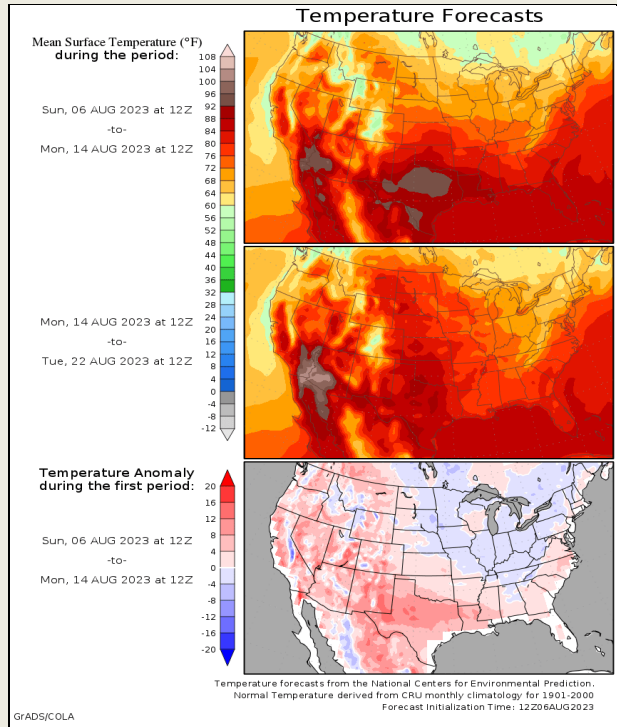 Temperature Forecasts
Mean Surface Temperature (°F)
during the period:
Sun, 06 AUG 2023 at 12Z
-to-
Mon, 14 AUG 2023 at 12Z
108
104
100
96
92
88
84
80
76
72
68
64
60
56
52
48
44
40
36
32
28
24
20
16
12
8
4
0
-4
-8
-12
Mon, 14 AUG 2023 at 12Z
-to-
Tue, 22 AUG 2023 at 12Z
Temperature Anomaly
during the first period:
Sun, 06 AUG 2023 at 12Z
-to-
Mon, 14 AUG 2023 at 12Z
20
16
12
8
4
0
-4
-8
-12
-16
-20
Temperature forecasts from the National Centers for Environmental Prediction.
Normal Temperature derived from CRU monthly climatology for 1901-2000
Forecast Initialization Time: 12Z06AUG2023
GrADS/COLA